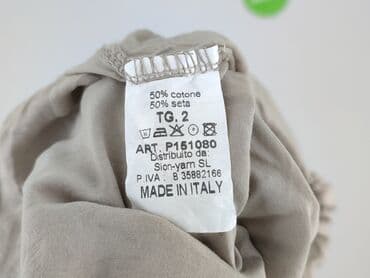 50% cotone
50% seta
TG. 2
ART. P151080
Distribuito da:
Sion-yarn SL
P.IVA : B 35882166
MADE IN ITALY